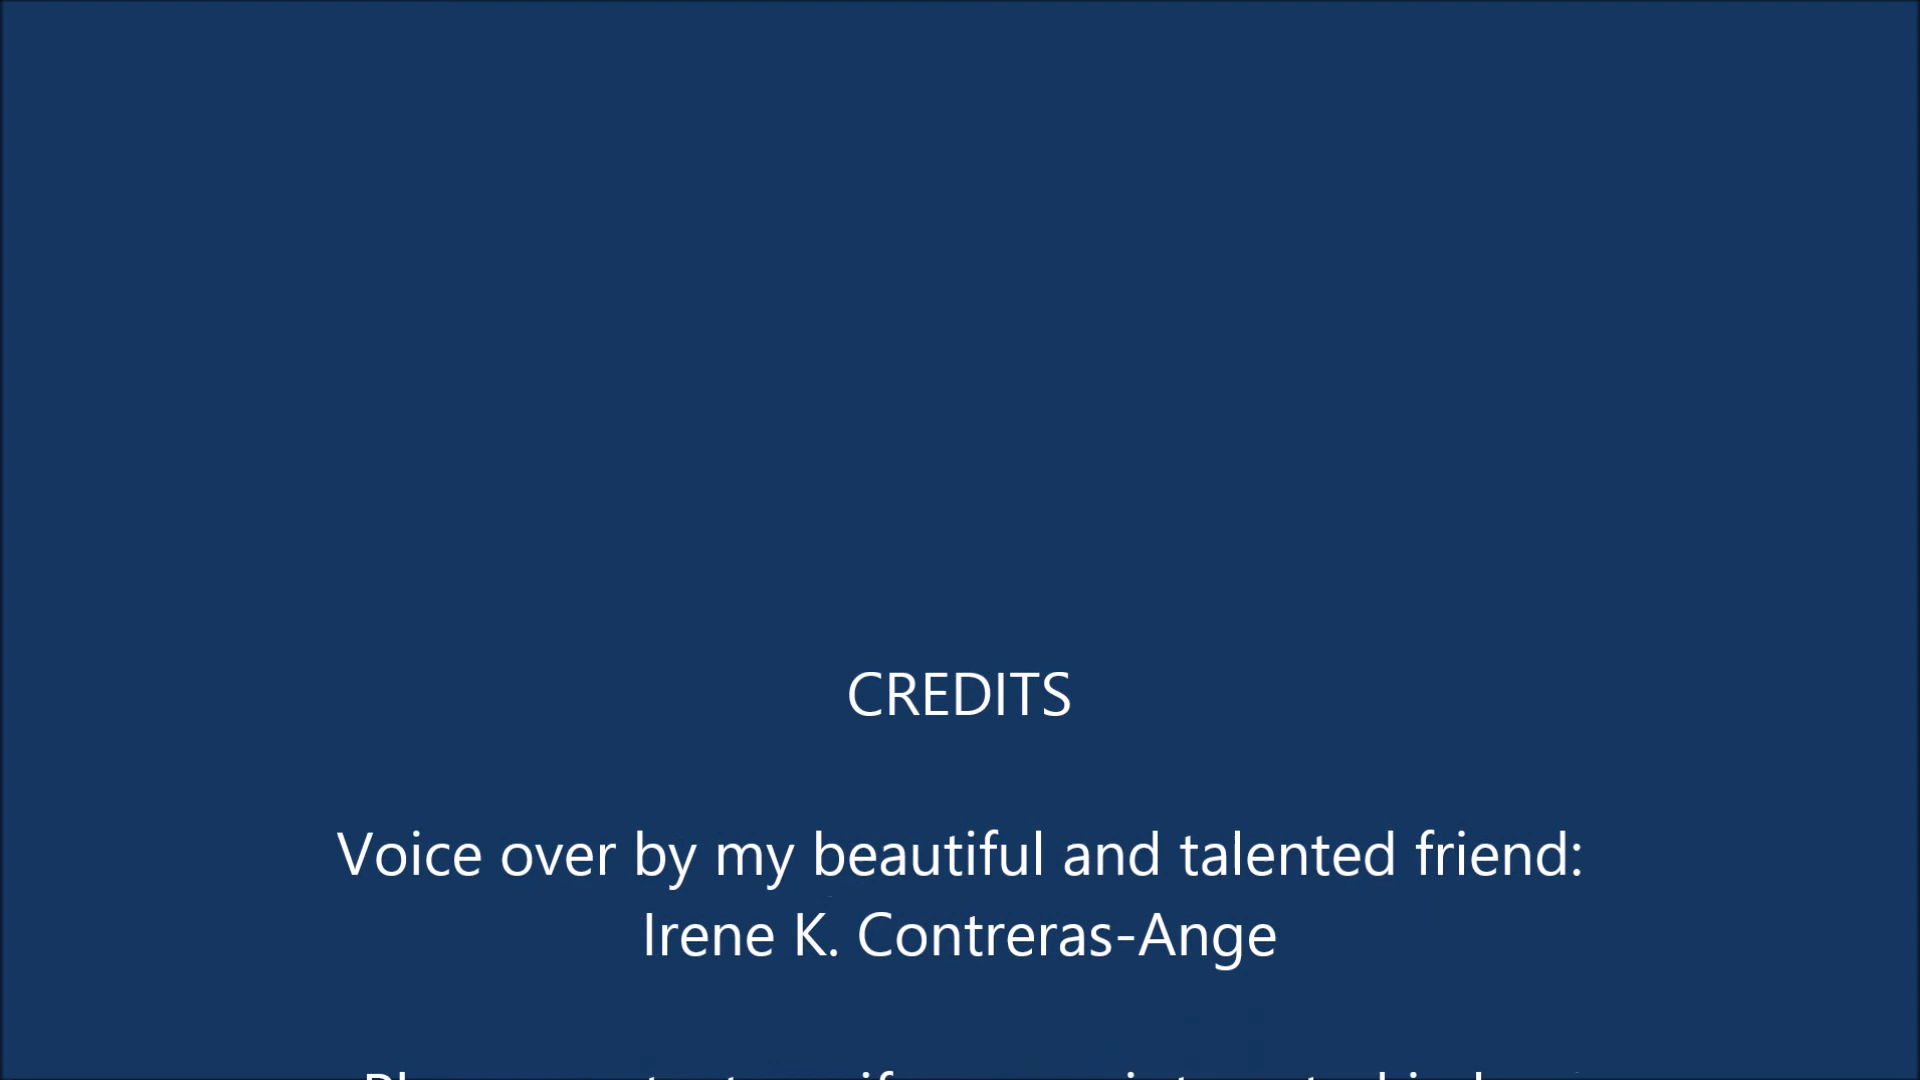 CREDITS
Voice over by my beautiful and talented friend:
Irene K. Contreras-Ange